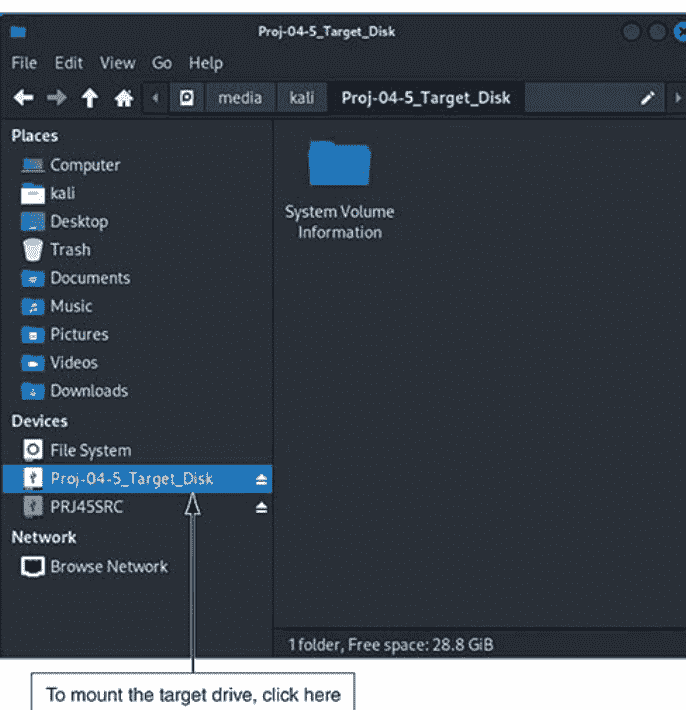 Proj-04-5_Target_Disk
File Edit View Go Help
media kali Proj-04-5_Target_Disk
Places
Computer
kali
Desktop
Trash
Documents
Music
Pictures
Videos
Downloads
Devices
File System
Proj-04-5_Target_Disk
PRJ45SRC
Network
Browse Network
System Volume
Information
1 folder, Free space: 28.8 GiB
To mount the target drive, click here